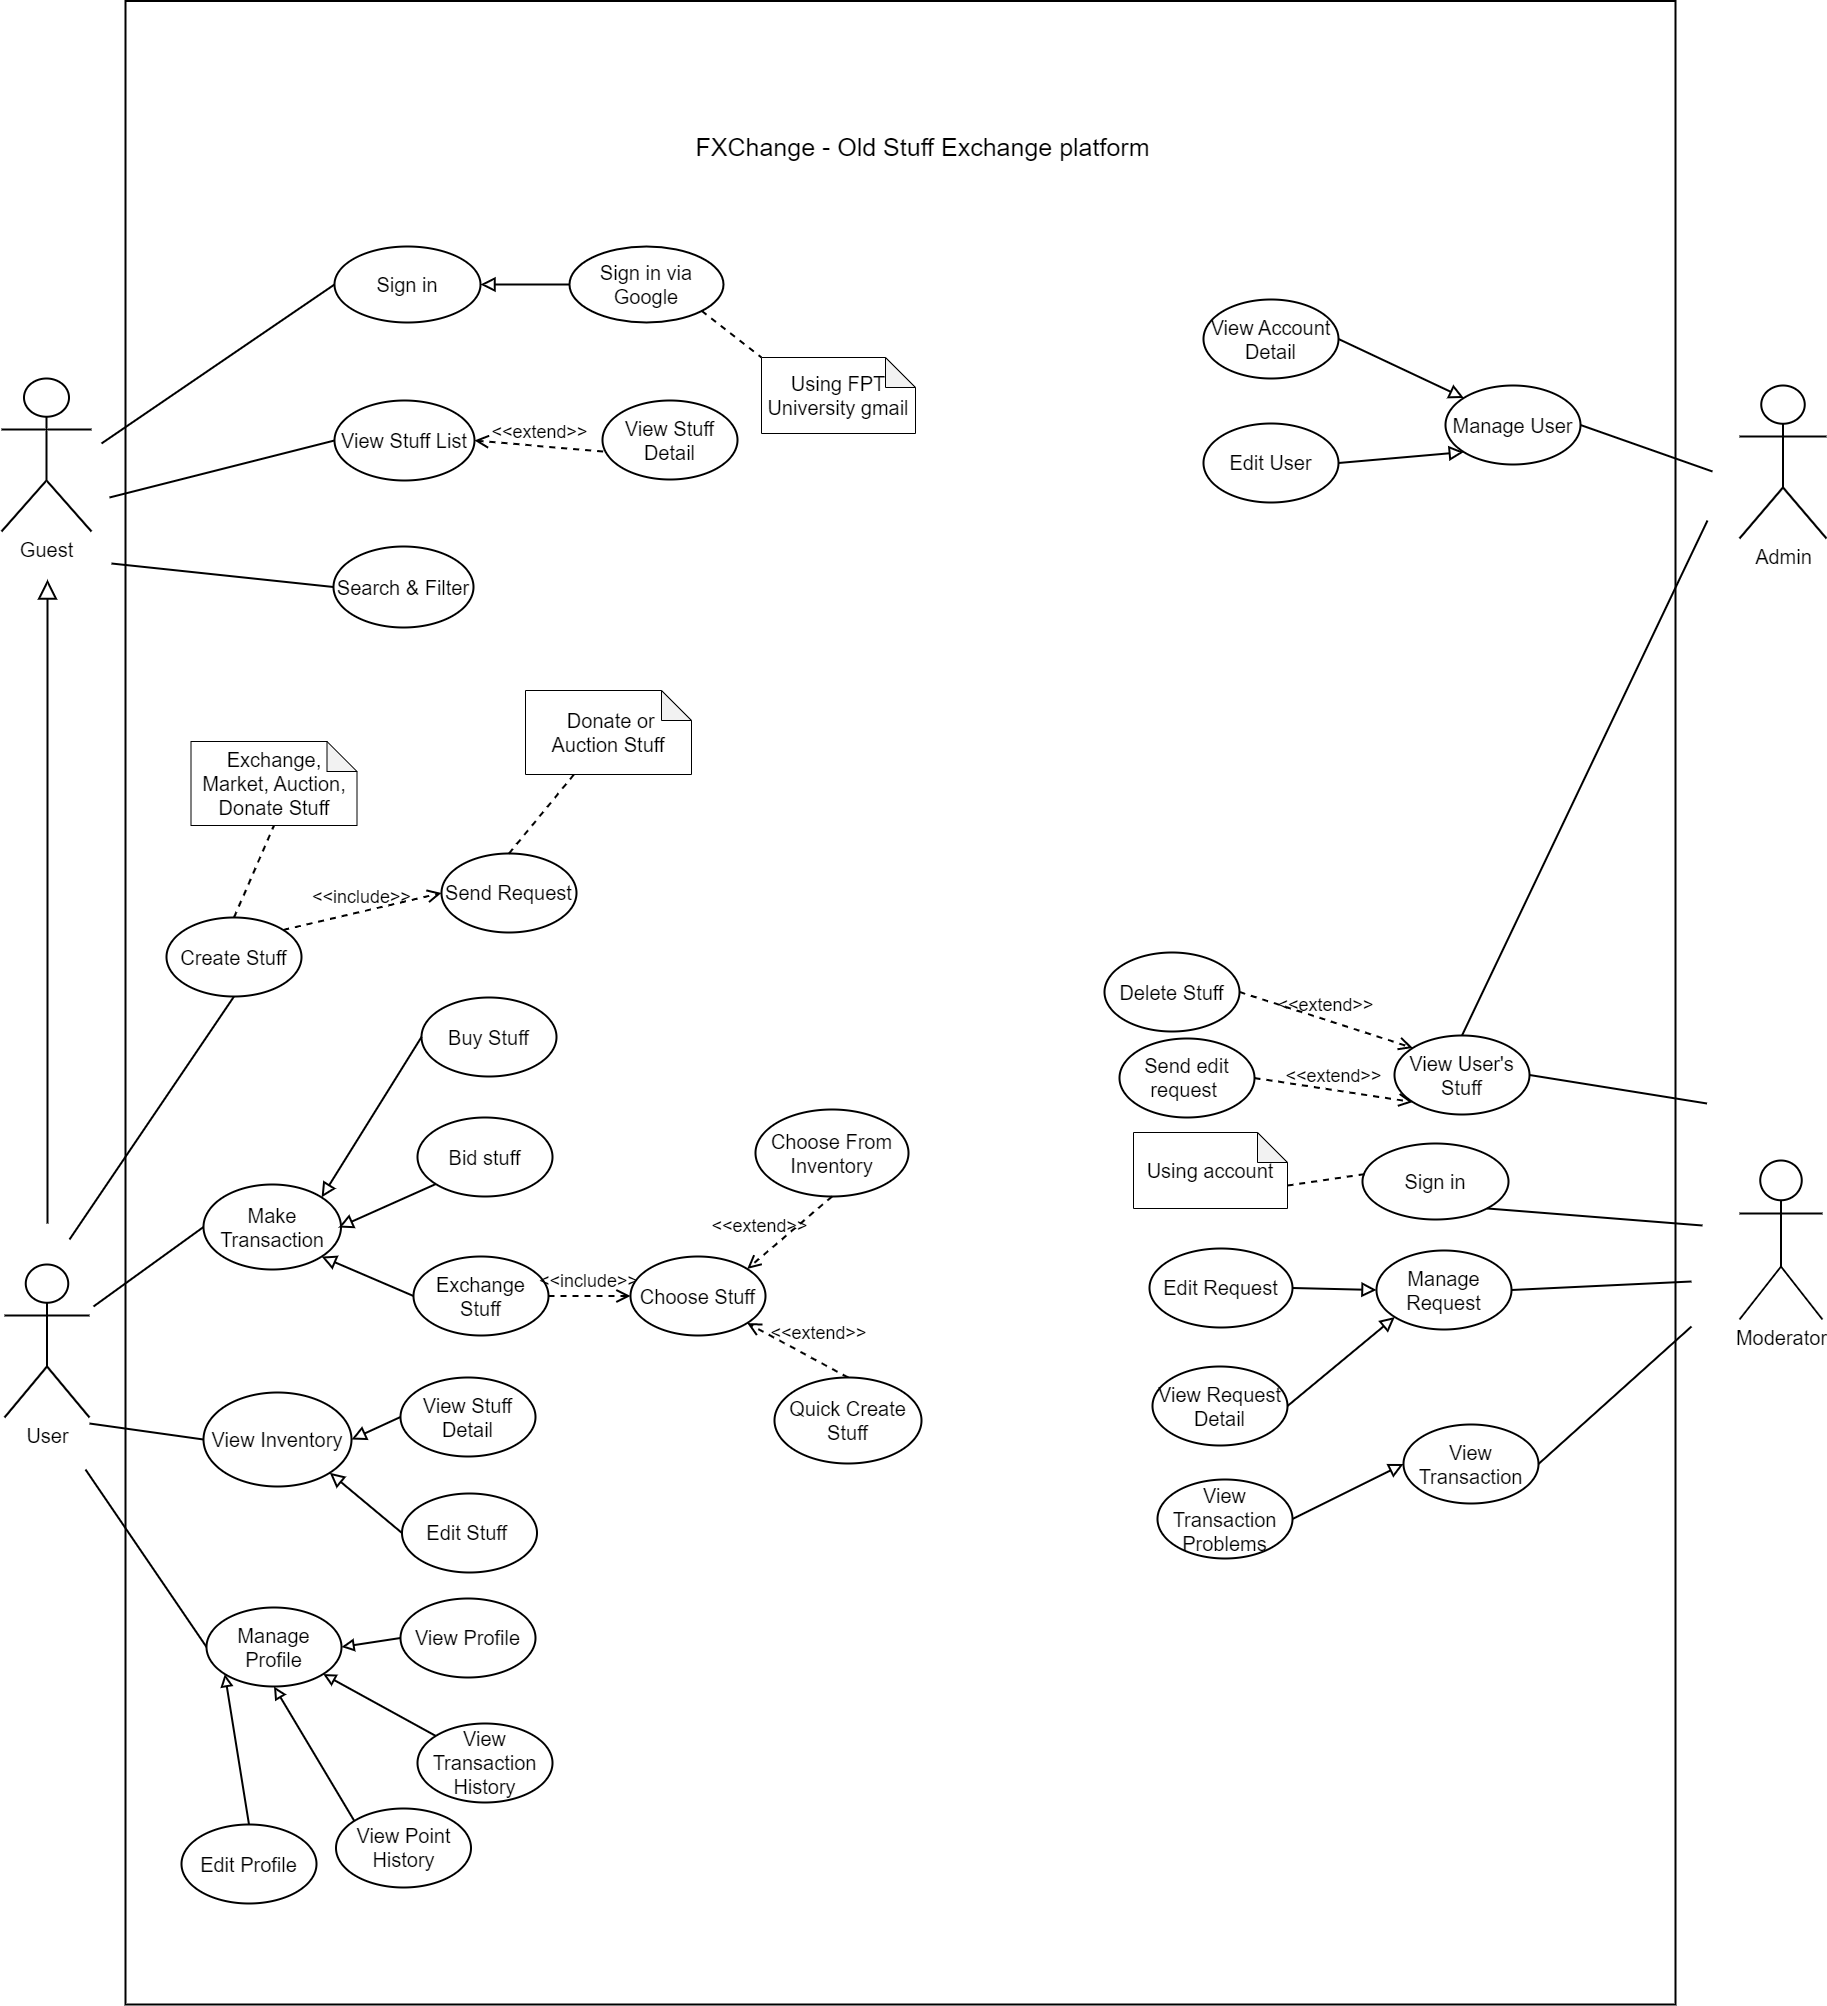 FXChange - Old Stuff Exchange platform
Sign in
Sign in via
Google
Using FPT
University gmail
View Stuff List
<<extend>>
View Stuff
Detail
Guest
Search & Filter
View Account
Detail
Manage User
Edit User
Admin
Donate or
Auction Stuff
Exchange,
Market, Auction,
Donate Stuff
<<include>>
Send Request
Create Stuff
Buy Stuff
Bid stuff
Make
Transaction
Exchange
Stuff
<<include>>
Choose Stuff
Choose From
Inventory
<<extend>>
<<extend>>
Quick Create
Stuff
User
View Inventory
View Stuff
Detail
Edit Stuff
Manage
Profile
View Profile
View
Transaction
History
View Point
History
Edit Profile
Delete Stuff
<<extend>>
Send edit
request
<<extend>>
View User's
Stuff
Using account
Sign in
Edit Request
Manage
Request
Moderator
View Request
Detail
View
Transaction
View
Transaction
Problems